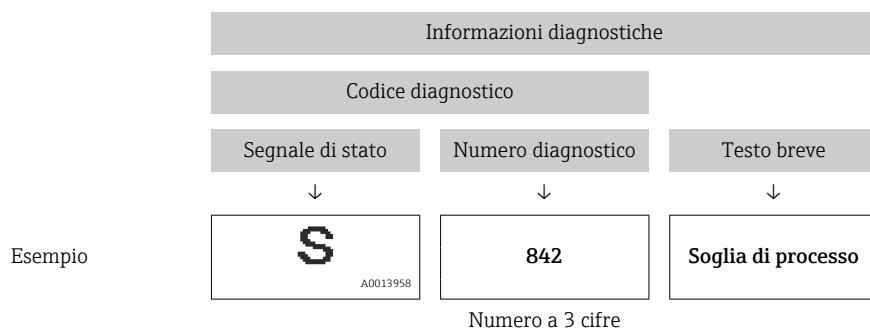 Informazioni diagnostiche
Codice diagnostico
Segnale di stato Numero diagnostico Testo breve
↓ ↓ ↓
Esempio S 842 Soglia di processo
A0013958
Numero a 3 cifre